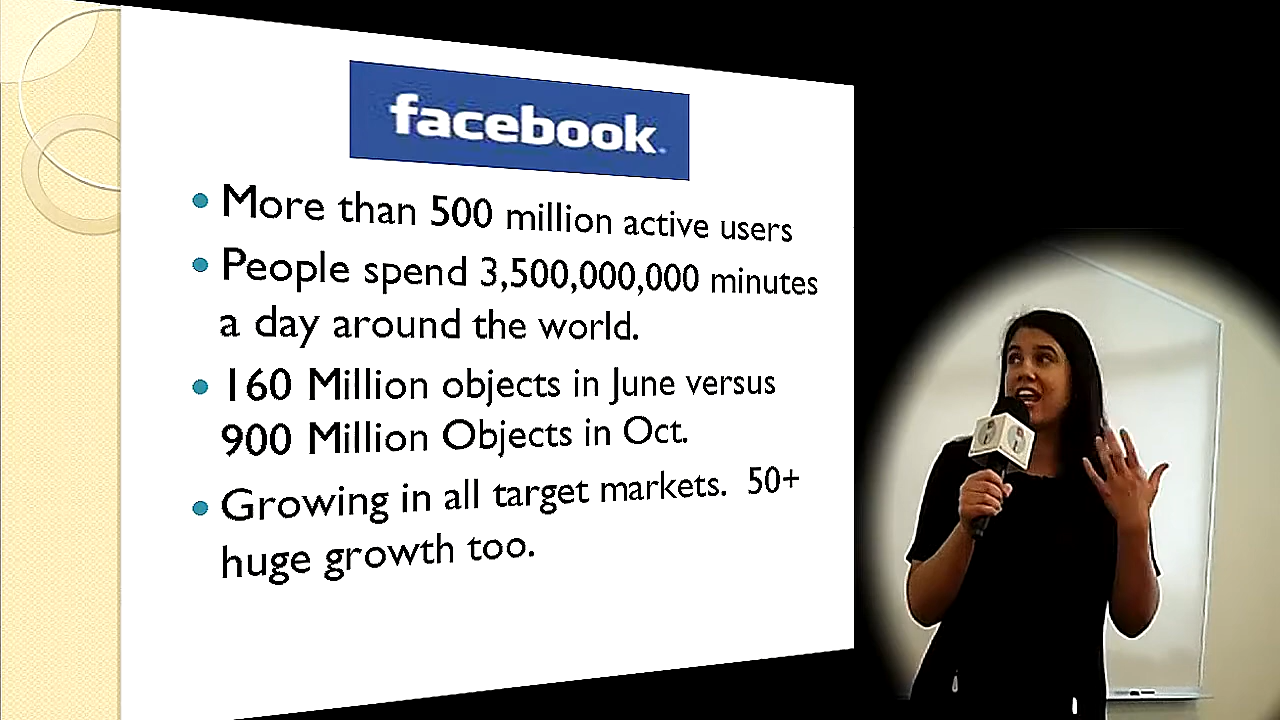 facebook.
More than 500 million active users
People spend 3,500,000,000 minutes
a day around the world.
160 Million objects in June versus
900 Million Objects in Oct.
Growing in all target markets. 50+
huge growth too.